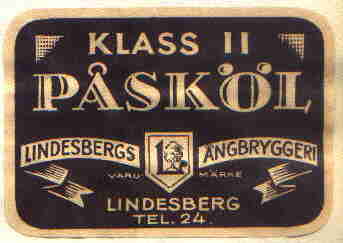 KLASS II
PÅSKÖL
LINDESBERGS ÅNGBRYGGERI
L
VARU MÄRKE
LINDESBERG
TEL. 24.